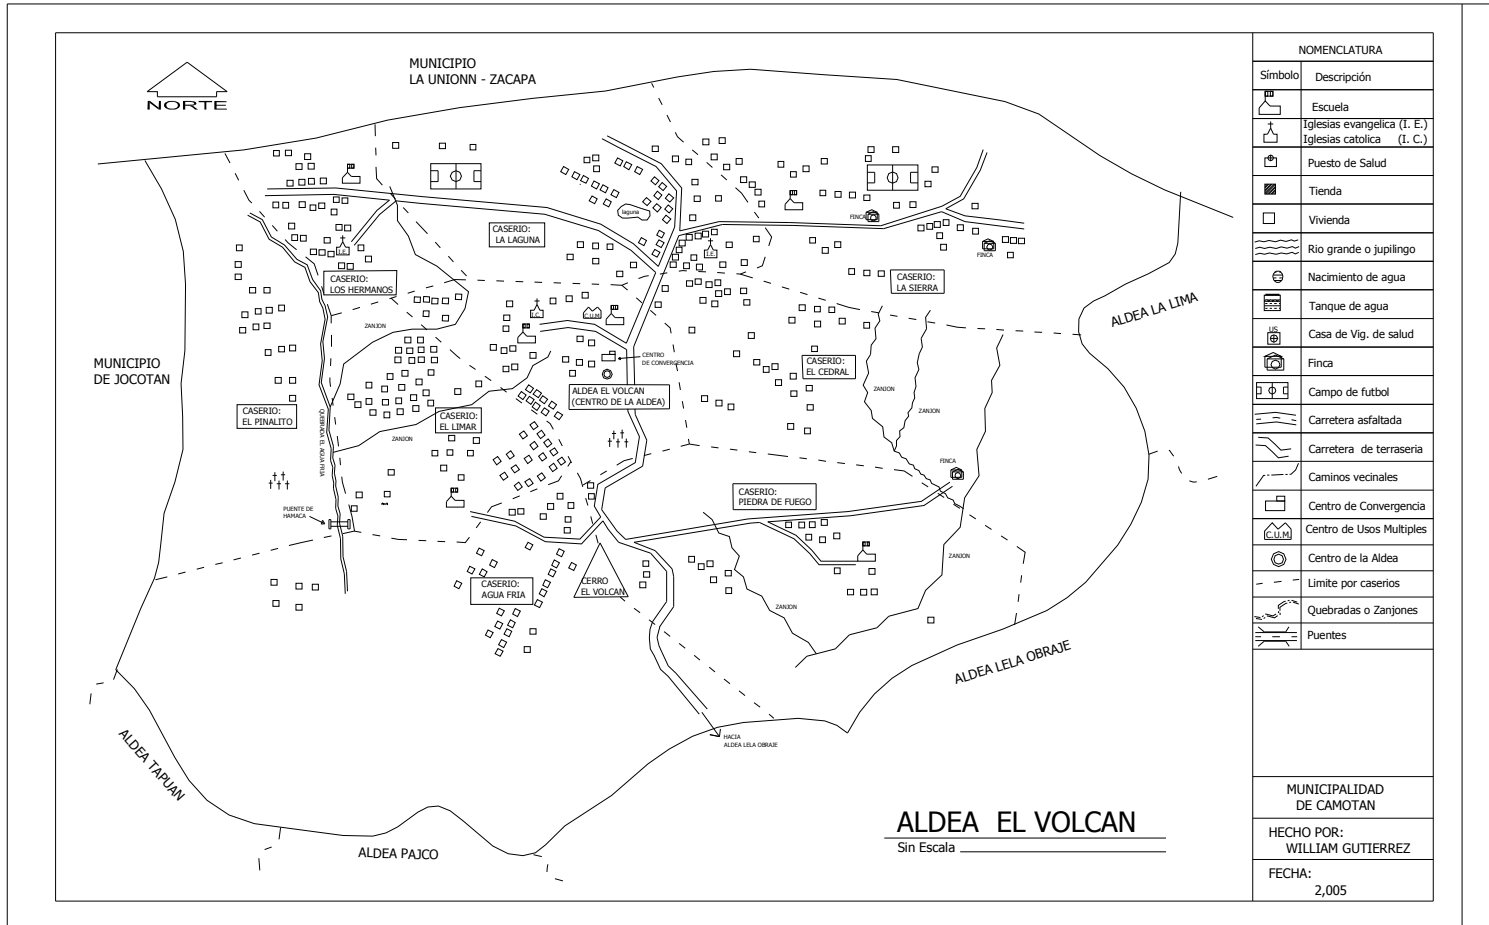 MUNICIPIO
LA UNIONN - ZACAPA
NORTE
laguna
CASERIO:
LA LAGUNA
I.E.
CASERIO:
LOS HERMANOS
FINCA
I.E.
FINCA
CASERIO:
LA SIERRA
ALDEA LA LIMA
ZANJON
I.C.
C.U.M.
CENTRO
DE CONVERGENCIA
MUNICIPIO
DE JOCOTAN
CASERIO:
EL CEDRAL
ZANJON
ZANJON
ALDEA EL VOLCAN
(CENTRO DE LA ALDEA)
CASERIO:
EL PINALITO
QUEBRADA EL AGUA FRIA
CASERIO:
EL LIMAR
ZANJON
FINCA
CASERIO:
PIEDRA DE FUEGO
PUENTE DE
HAMACA
ZANJON
CASERIO:
AGUA FRIA
CERRO
EL VOLCAN
ZANJON
ALDEA LELA OBRAJE
HACIA
ALDEA LELA OBRAJE
ALDEA TAPUAN
ALDEA PAJCO
ALDEA EL VOLCAN
Sin Escala
NOMENCLATURA
Símbolo Descripción
Escuela
Iglesias evangelica (I. E.)
Iglesias catolica (I. C.)
Puesto de Salud
Tienda
Vivienda
Rio grande o jupilingo
Nacimiento de agua
Tanque de agua
US
Casa de Vig. de salud
Finca
Campo de futbol
Carretera asfaltada
Carretera de terraseria
Caminos vecinales
Centro de Convergencia
C.U.M. Centro de Usos Multiples
Centro de la Aldea
Limite por caserios
Quebradas o Zanjones
Puentes
MUNICIPALIDAD
DE CAMOTAN
HECHO POR:
WILLIAM GUTIERREZ
FECHA:
2,005